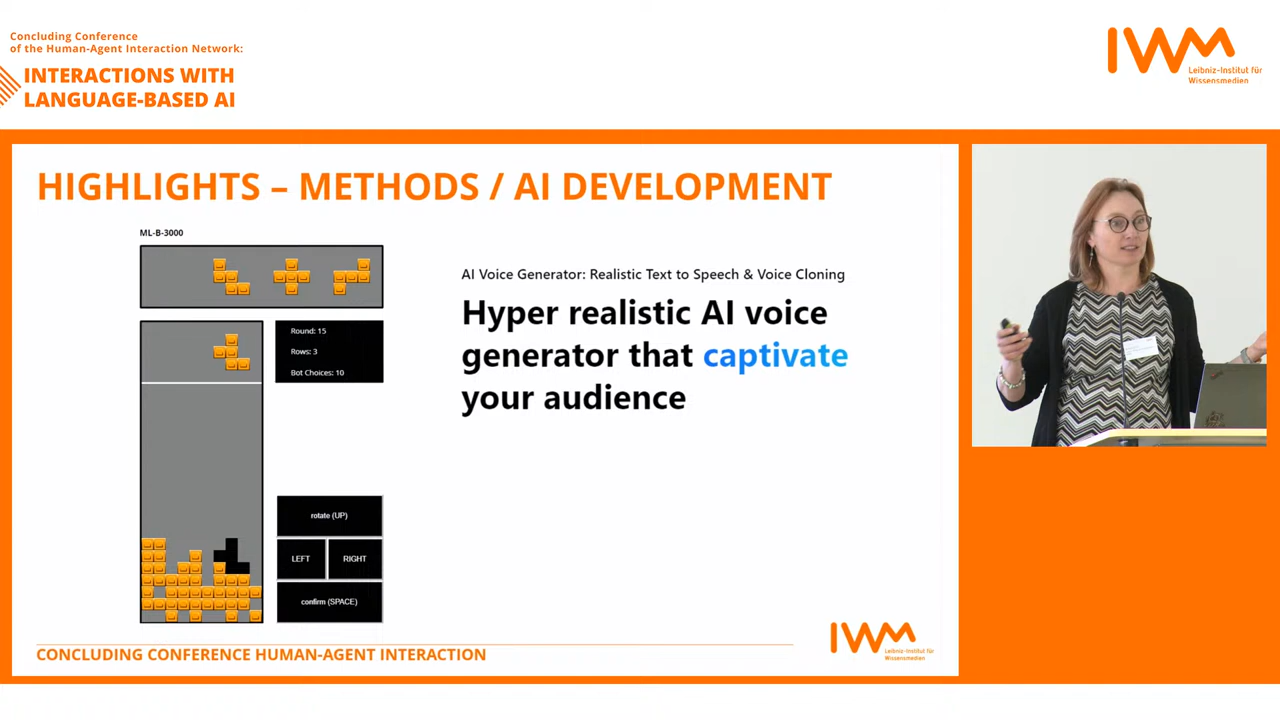 Concluding Conference
of the Human-Agent Interaction Network:
INTERACTIONS WITH
LANGUAGE-BASED AI
IWM
Leibniz-Institut für
Wissensmedien
HIGHLIGHTS – METHODS / AI DEVELOPMENT
ML-B-3000
Round: 15
Rows: 3
Bot Choices: 10
rotate (UP)
LEFT
RIGHT
confirm (SPACE)
AI Voice Generator: Realistic Text to Speech & Voice Cloning
Hyper realistic AI voice
generator that captivate
your audience
CONCLUDING CONFERENCE HUMAN-AGENT INTERACTION
IWM
Leibniz-Institut für
Wissensmedien